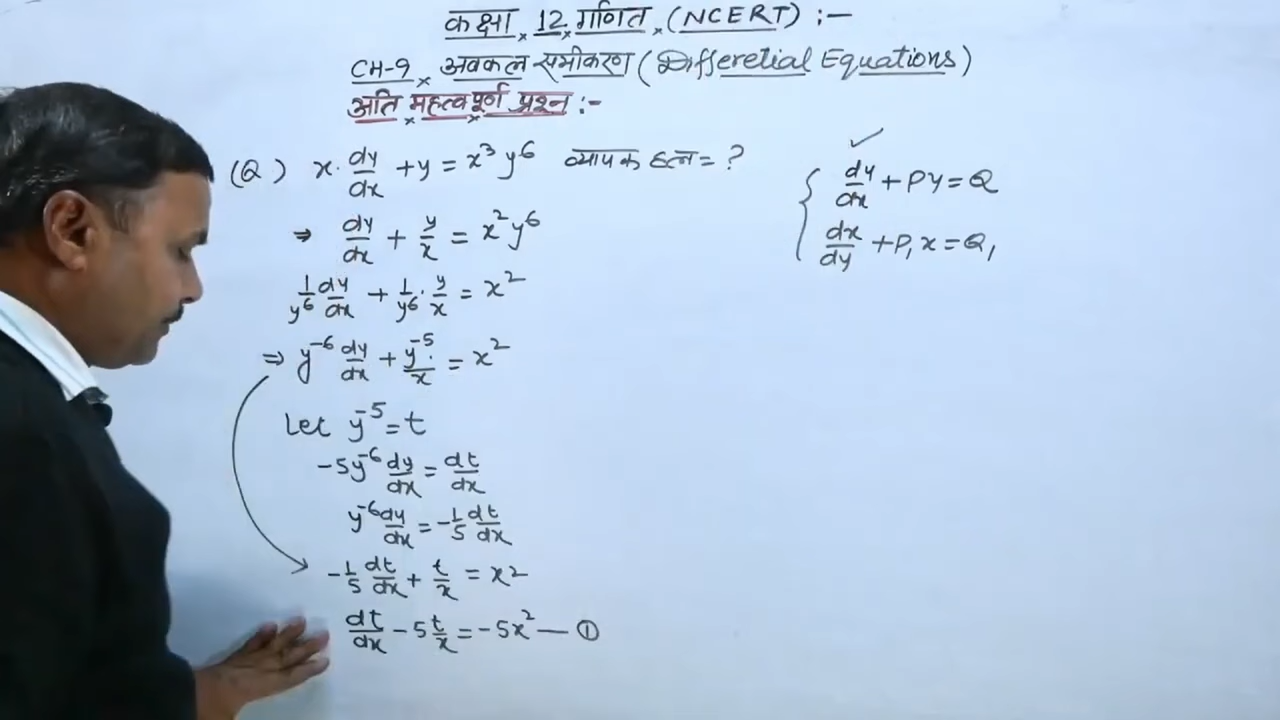 कक्षा × 12 × गणित × (NCERT) :-
CH-9 × अवकल समीकरण (Differetial Equations)
अति × महत्वपूर्ण × प्रश्न :-
(Q) x. dy/dx + y = x³y⁶ व्यापक हल = ?
⇒ dy/dx + y/x = x²y⁶
1/y⁶ dy/dx + 1/y⁶ . y/x = x²
⇒ y⁻⁶ dy/dx + y⁻⁵./x = x²
Let y⁻⁵ = t
-5y⁻⁶ dy/dx = dt/dx
y⁻⁶ dy/dx = -1/5 dt/dx
-1/5 dt/dx + t/x = x²
dt/dx - 5 t/x = -5x² — ①
✓
{ dy/dx + Py = Q
dx/dy + P₁x = Q₁